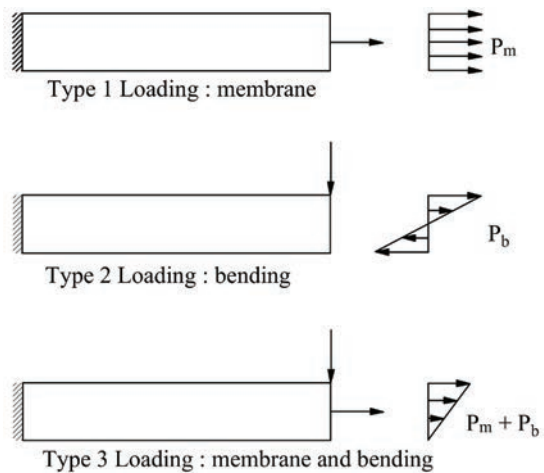 P_m
Type 1 Loading : membrane
P_b
Type 2 Loading : bending
P_m + P_b
Type 3 Loading : membrane and bending